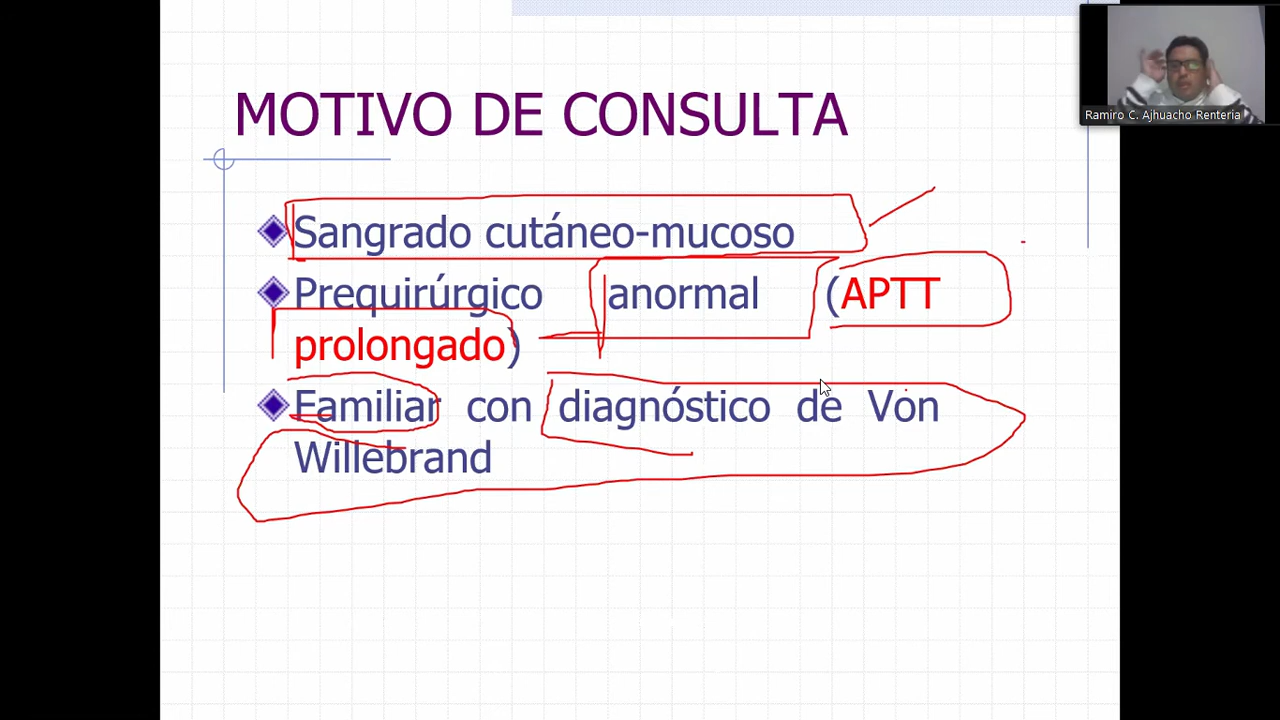 Ramiro C. Ajhuacho Renteria
MOTIVO DE CONSULTA
Sangrado cutáneo-mucoso
Prequirúrgico anormal (APTT
prolongado)
Familiar con diagnóstico de Von
Willebrand